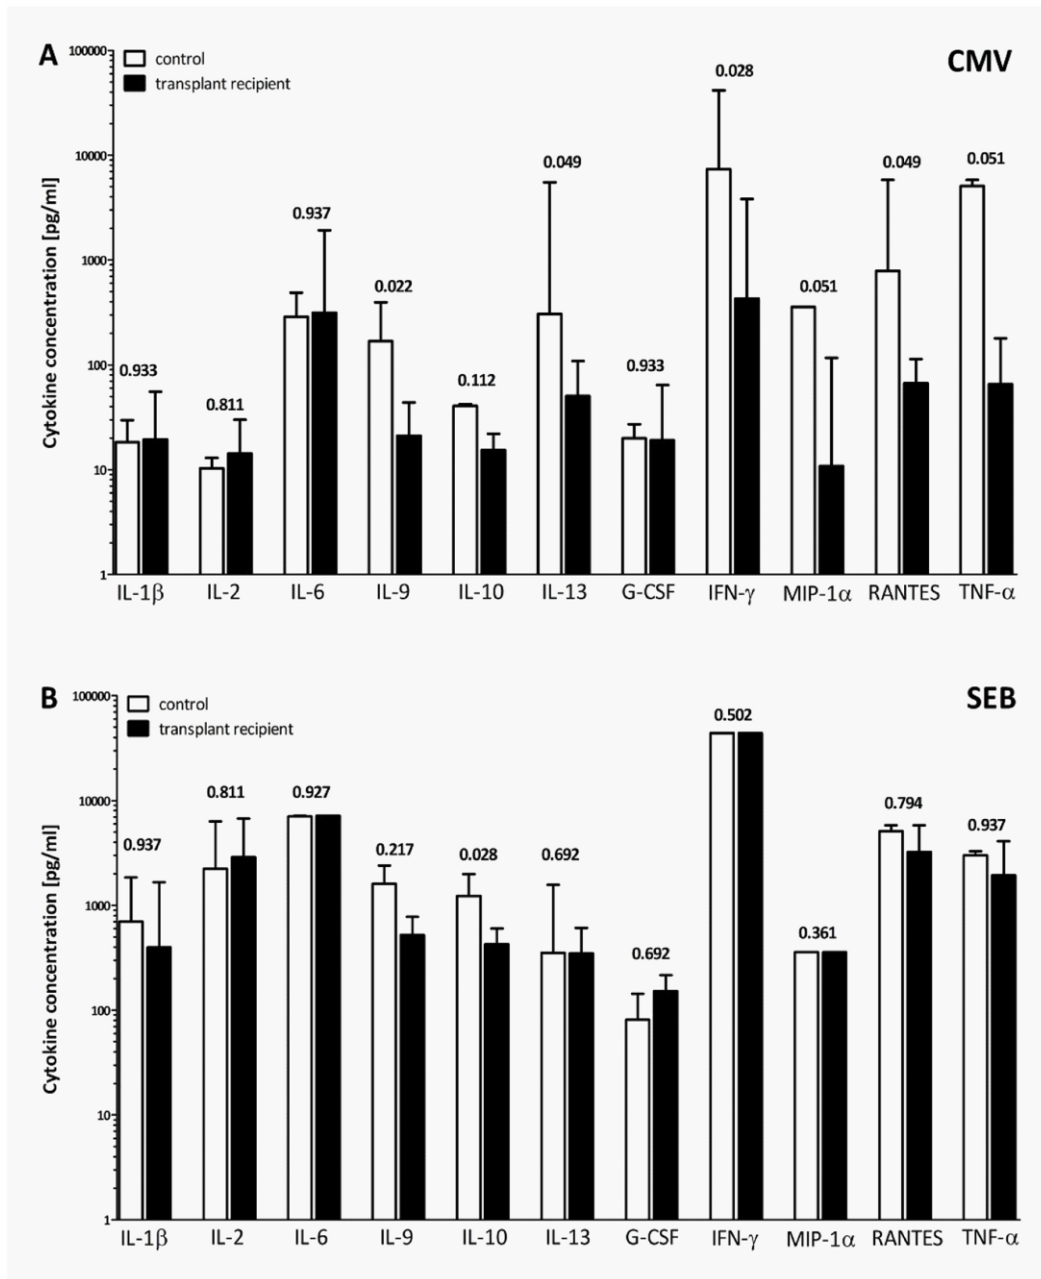 A
CMV
control
transplant recipient
Cytokine concentration [pg/ml]
100000
10000
1000
100
10
1
0.933
0.811
0.937
0.022
0.112
0.049
0.933
0.028
0.051
0.049
0.051
IL-1β IL-2 IL-6 IL-9 IL-10 IL-13 G-CSF IFN-γ MIP-1α RANTES TNF-α
B
SEB
control
transplant recipient
Cytokine concentration [pg/ml]
100000
10000
1000
100
10
1
0.937
0.811
0.927
0.217
0.028
0.692
0.692
0.502
0.361
0.794
0.937
IL-1β IL-2 IL-6 IL-9 IL-10 IL-13 G-CSF IFN-γ MIP-1α RANTES TNF-α